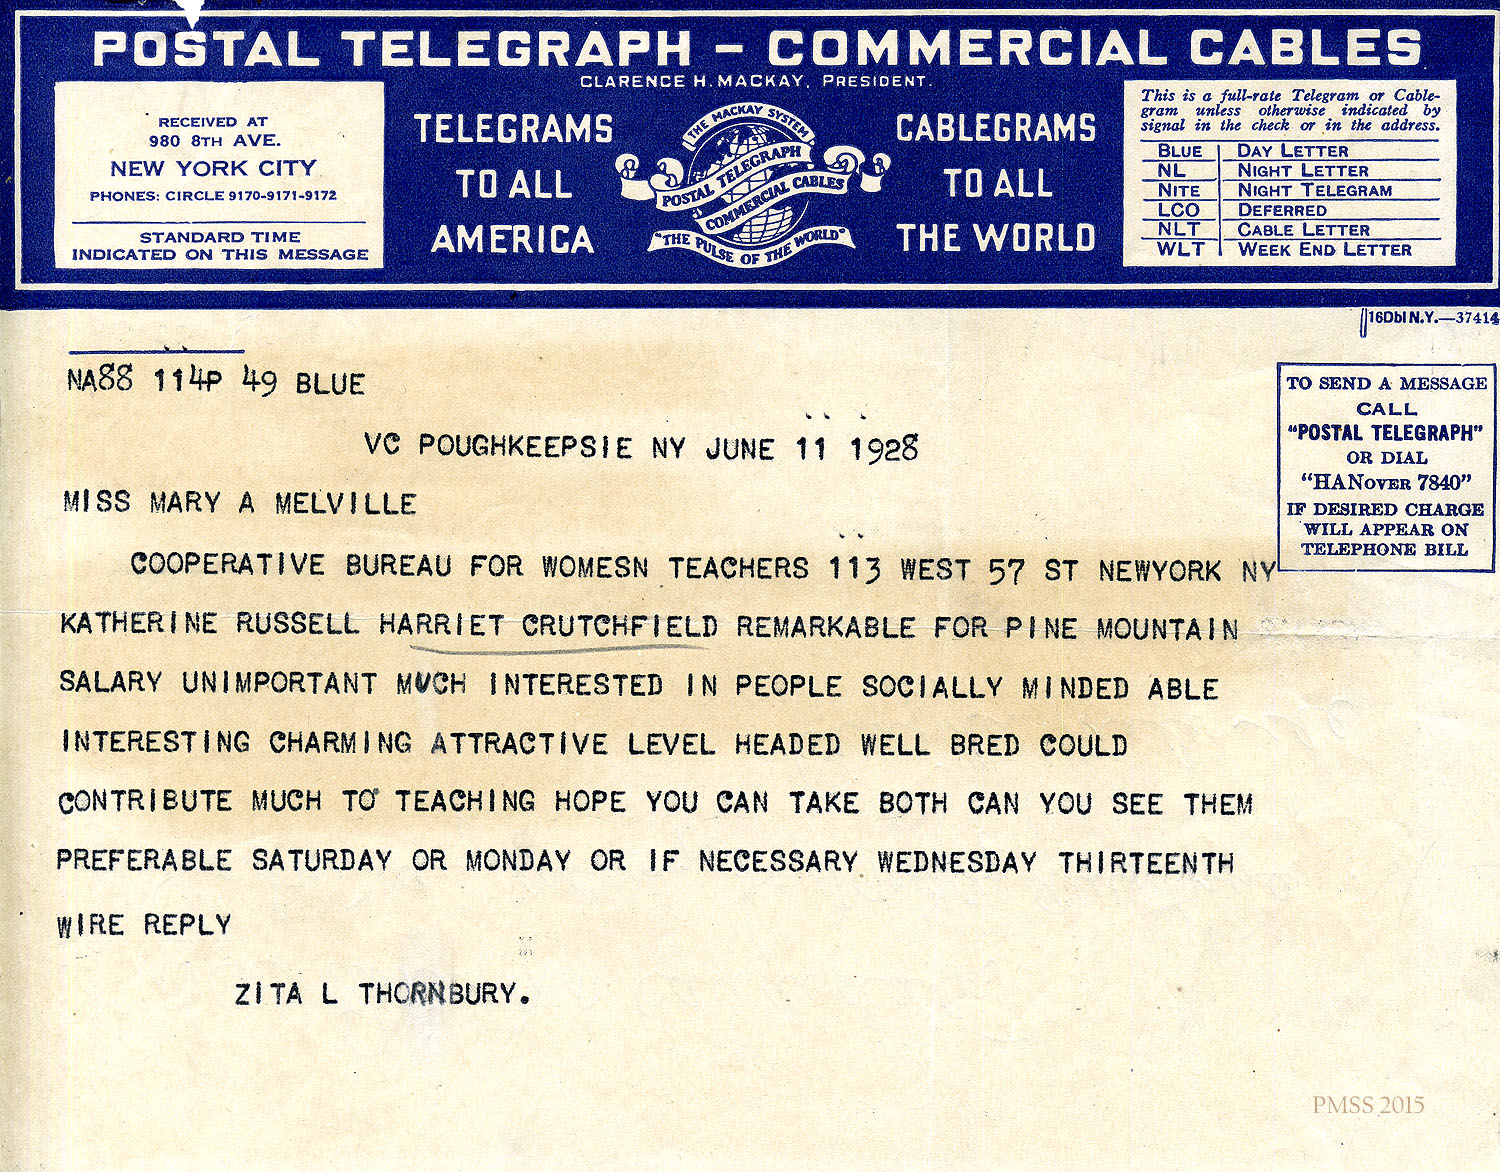 POSTAL TELEGRAPH – COMMERCIAL CABLES
CLARENCE H. MACKAY, PRESIDENT.
RECEIVED AT
980 8TH AVE.
NEW YORK CITY
PHONES: CIRCLE 9170-9171-9172
STANDARD TIME
INDICATED ON THIS MESSAGE
TELEGRAMS
TO ALL
AMERICA
THE MACKAY SYSTEM
POSTAL TELEGRAPH
COMMERCIAL CABLES
"THE PULSE OF THE WORLD"
CABLEGRAMS
TO ALL
THE WORLD
This is a full-rate Telegram or Cable-
gram unless otherwise indicated by
signal in the check or in the address.
BLUE DAY LETTER
NL NIGHT LETTER
NITE NIGHT TELEGRAM
LCO DEFERRED
NLT CABLE LETTER
WLT WEEK END LETTER
16Dbl N.Y.—37414
TO SEND A MESSAGE
CALL
"POSTAL TELEGRAPH"
OR DIAL
"HANOVER 7840"
IF DESIRED CHARGE
WILL APPEAR ON
TELEPHONE BILL
NA88 114P 49 BLUE
VC POUGHKEEPSIE NY JUNE 11 1928
MISS MARY A MELVILLE
COOPERATIVE BUREAU FOR WOMESN TEACHERS 113 WEST 57 ST NEWYORK NY
KATHERINE RUSSELL HARRIET CRUTCHFIELD REMARKABLE FOR PINE MOUNTAIN
SALARY UNIMPORTANT MUCH INTERESTED IN PEOPLE SOCIALLY MINDED ABLE
INTERESTING CHARMING ATTRACTIVE LEVEL HEADED WELL BRED COULD
CONTRIBUTE MUCH TO TEACHING HOPE YOU CAN TAKE BOTH CAN YOU SEE THEM
PREFERABLE SATURDAY OR MONDAY OR IF NECESSARY WEDNESDAY THIRTEENTH
WIRE REPLY
ZITA L THORNBURY.
PMSS 2015